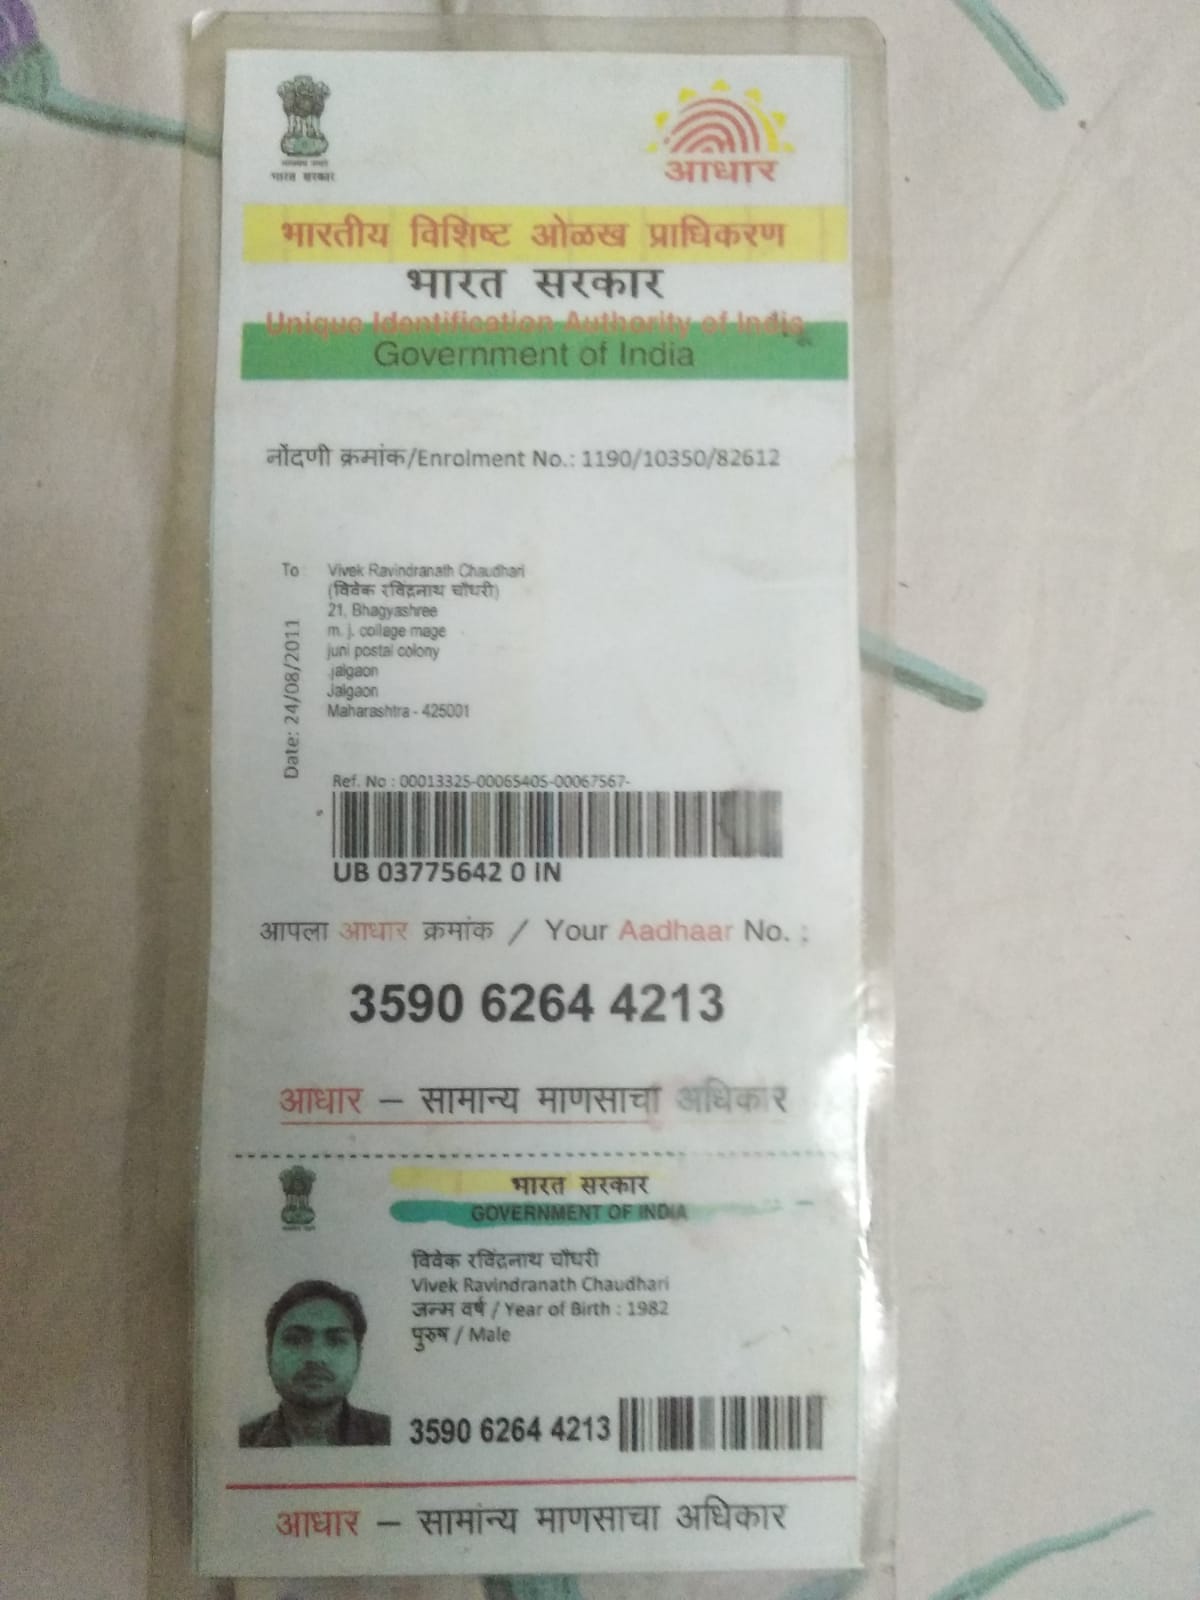 भारत सरकार
आधार
भारतीय विशिष्ट ओळख प्राधिकरण
भारत सरकार
Unique Identification Authority of India
Government of India
नोंदणी क्रमांक/Enrolment No.: 1190/10350/82612
To
Vivek Ravindranath Chaudhari
(विवेक रविंद्रनाथ चौधरी)
21, Bhagyashree
m. j. collage mage
juni postal colony
jalgaon
Jalgaon
Maharashtra - 425001
Date: 24/08/2011
Ref. No : 00013325-00065405-00067567-
UB 03775642 0 IN
आपला आधार क्रमांक / Your Aadhaar No. :
3590 6264 4213
आधार – सामान्य माणसाचा अधिकार
भारत सरकार
GOVERNMENT OF INDIA
विवेक रविंद्रनाथ चौधरी
Vivek Ravindranath Chaudhari
जन्म वर्ष / Year of Birth : 1982
पुरुष / Male
3590 6264 4213
आधार – सामांन्य माणसाचा अधिकार